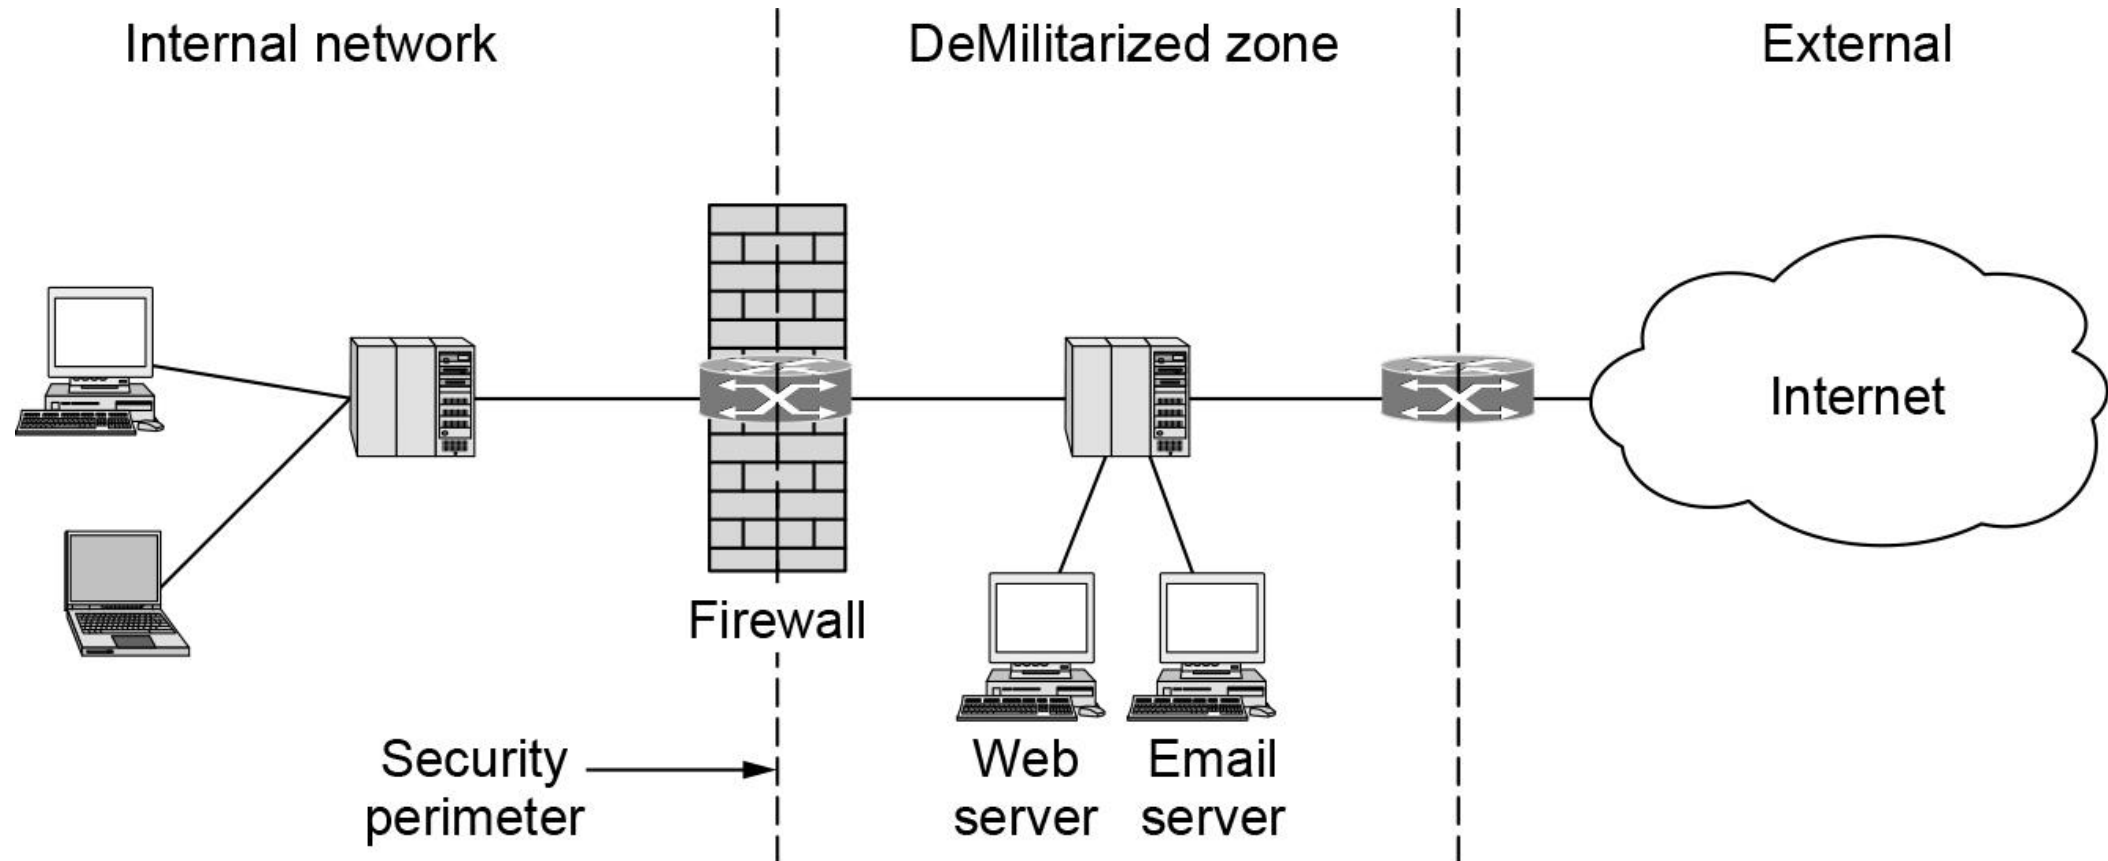 Internal network
DeMilitarized zone
External
Internet
Firewall
Security
perimeter
Web
server
Email
server